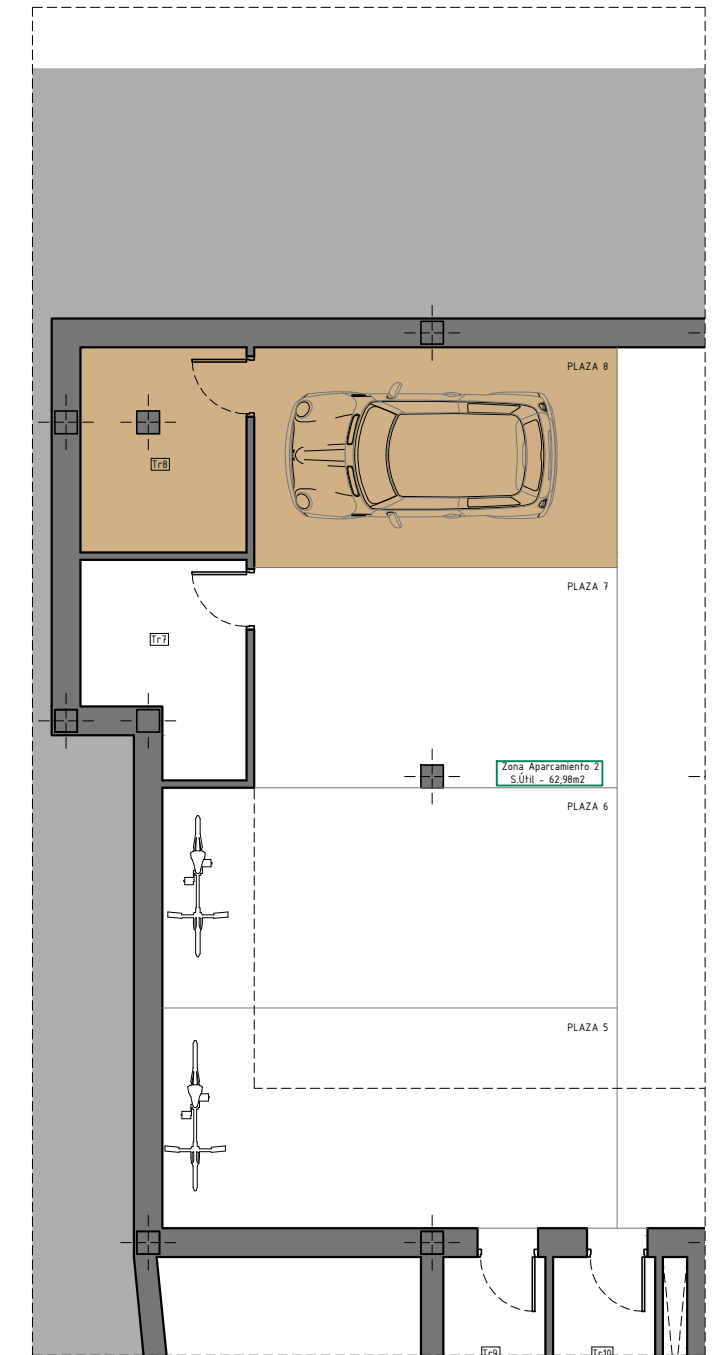 PLAZA 8
Tr8
PLAZA 7
Tr7
Zona Aparcamiento 2
S.Útil - 62,98m2
PLAZA 6
PLAZA 5
Tr9
Tr10